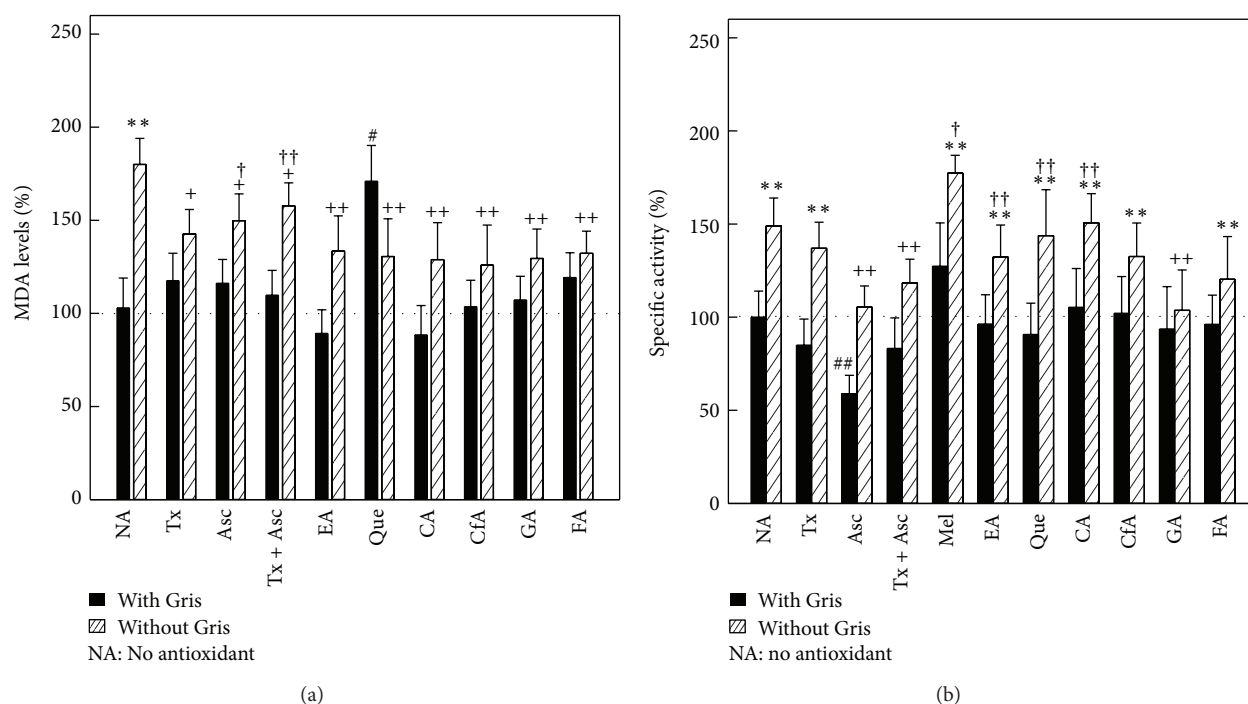 250
200
150
100
50
0
MDA levels (%)
**
+
†
+
††
+
++
#
++
++
++
++
++
NA
Tx
Asc
Tx + Asc
EA
Que
CA
CfA
GA
FA
With Gris
Without Gris
NA: No antioxidant
(a)
250
200
150
100
50
0
Specific activity (%)
**
**
##
++
++
†
**
††
**
††
**
††
**
**
++
**
NA
Tx
Asc
Tx + Asc
Mel
EA
Que
CA
CfA
GA
FA
With Gris
Without Gris
NA: no antioxidant
(b)